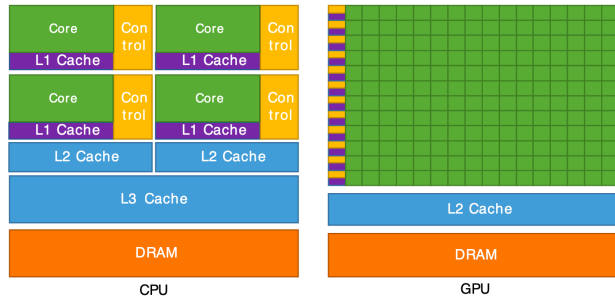 Core
Con
trol
L1 Cache
Core
Con
trol
L1 Cache
Core
Con
trol
L1 Cache
Core
Con
trol
L1 Cache
L2 Cache
L2 Cache
L3 Cache
DRAM
CPU
L2 Cache
DRAM
GPU